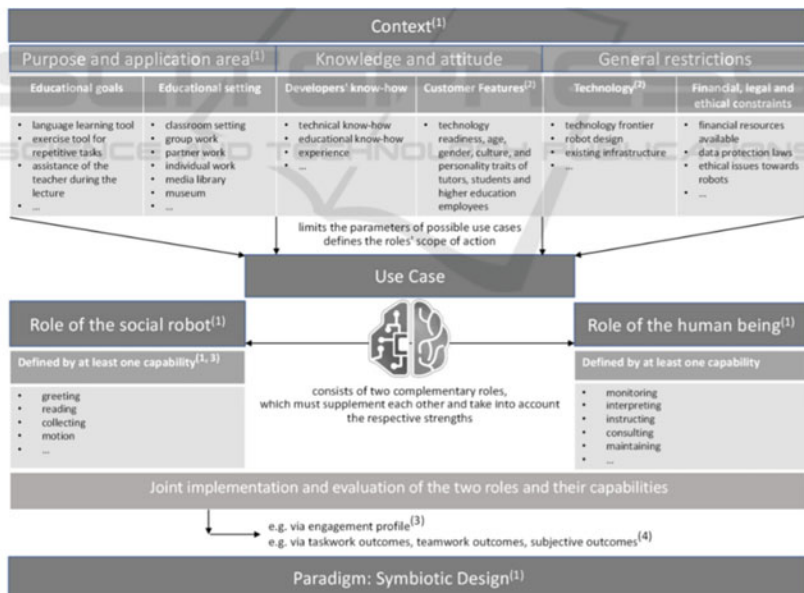 Context(1)
Purpose and application area(1)
Knowledge and attitude
General restrictions
Educational goals
• language learning tool
• exercise tool for
repetitive tasks
• assistance of the
teacher during the
lecture
• ...
Educational setting
• classroom setting
• group work
• partner work
• individual work
• media library
• museum
• ...
Developers' know-how
• technical know-how
• educational know-how
• experience
• ...
Customer Features(2)
• technology
readiness, age,
gender, culture, and
personality traits of
tutors, students and
higher education
employees
Technology(2)
• technology frontier
• robot design
• existing infrastructure
• ...
Financial, legal and
ethical constraints
• financial resources
available
• data protection laws
• ethical issues towards
robots
• ...
limits the parameters of possible use cases
defines the roles' scope of action
Use Case
Role of the social robot(1)
Defined by at least one capability(1, 3)
• greeting
• reading
• collecting
• motion
• ...
consists of two complementary roles,
which must supplement each other and take into account
the respective strengths
Role of the human being(1)
Defined by at least one capability
• monitoring
• interpreting
• instructing
• consulting
• maintaining
• ...
Joint implementation and evaluation of the two roles and their capabilities
e.g. via engagement profile(3)
e.g. via taskwork outcomes, teamwork outcomes, subjective outcomes(4)
Paradigm: Symbiotic Design(1)